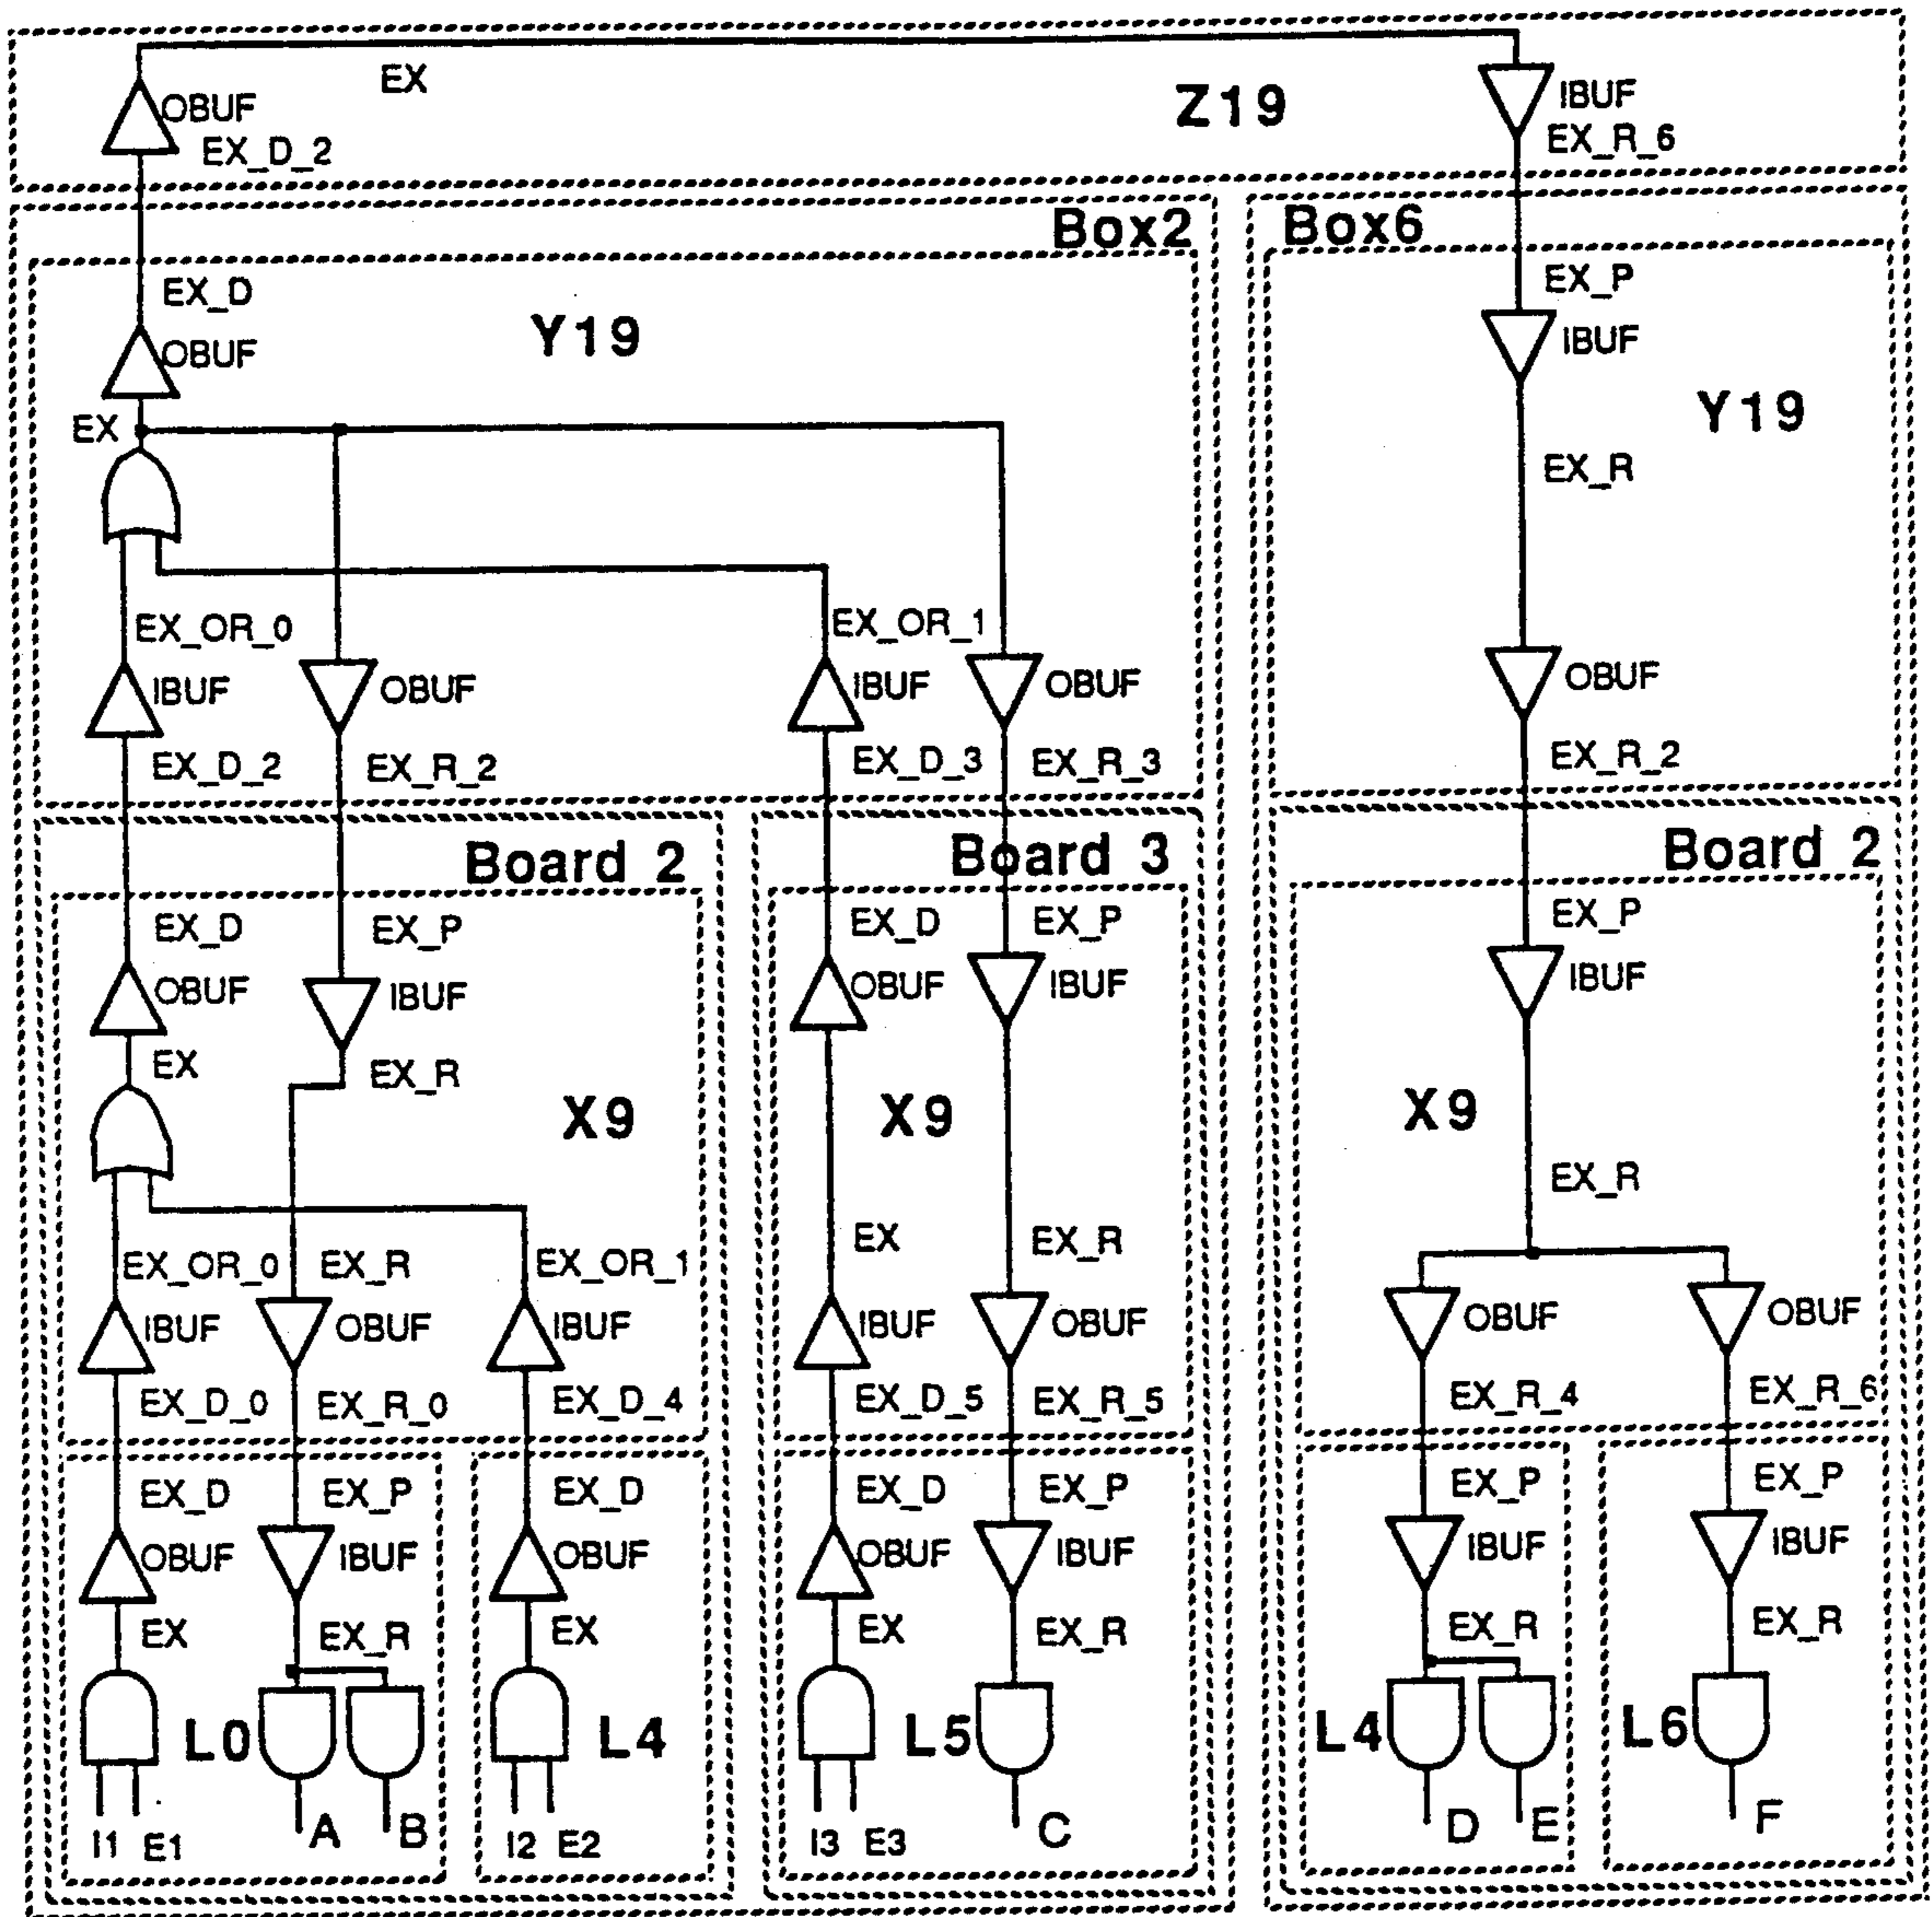 EX
Z19
OBUF
IBUF
EX_D_2
EX_R_6
Box2
Box6
EX_D
EX_P
OBUF
Y19
IBUF
EX
Y19
EX_R
EX_OR_0
EX_OR_1
IBUF
OBUF
IBUF
OBUF
OBUF
EX_D_2
EX_R_2
EX_D_3
EX_R_3
EX_R_2
Board 2
Board 3
Board 2
EX_D
EX_P
EX_D
EX_P
EX_P
OBUF
IBUF
OBUF
IBUF
IBUF
EX
EX_R
X9
X9
X9
EX_R
EX_OR_0
EX_R
EX_OR_1
EX
EX_R
IBUF
OBUF
IBUF
IBUF
OBUF
OBUF
OBUF
EX_D_0
EX_R_0
EX_D_4
EX_D_5
EX_R_5
EX_R_4
EX_R_6
EX_D
EX_P
EX_D
EX_D
EX_P
EX_P
EX_P
OBUF
IBUF
OBUF
OBUF
IBUF
IBUF
IBUF
EX
EX_R
EX
EX
EX_R
EX_R
EX_R
L0
L4
L5
L4
L6
I1 E1
A
B
I2 E2
I3 E3
C
D
E
F